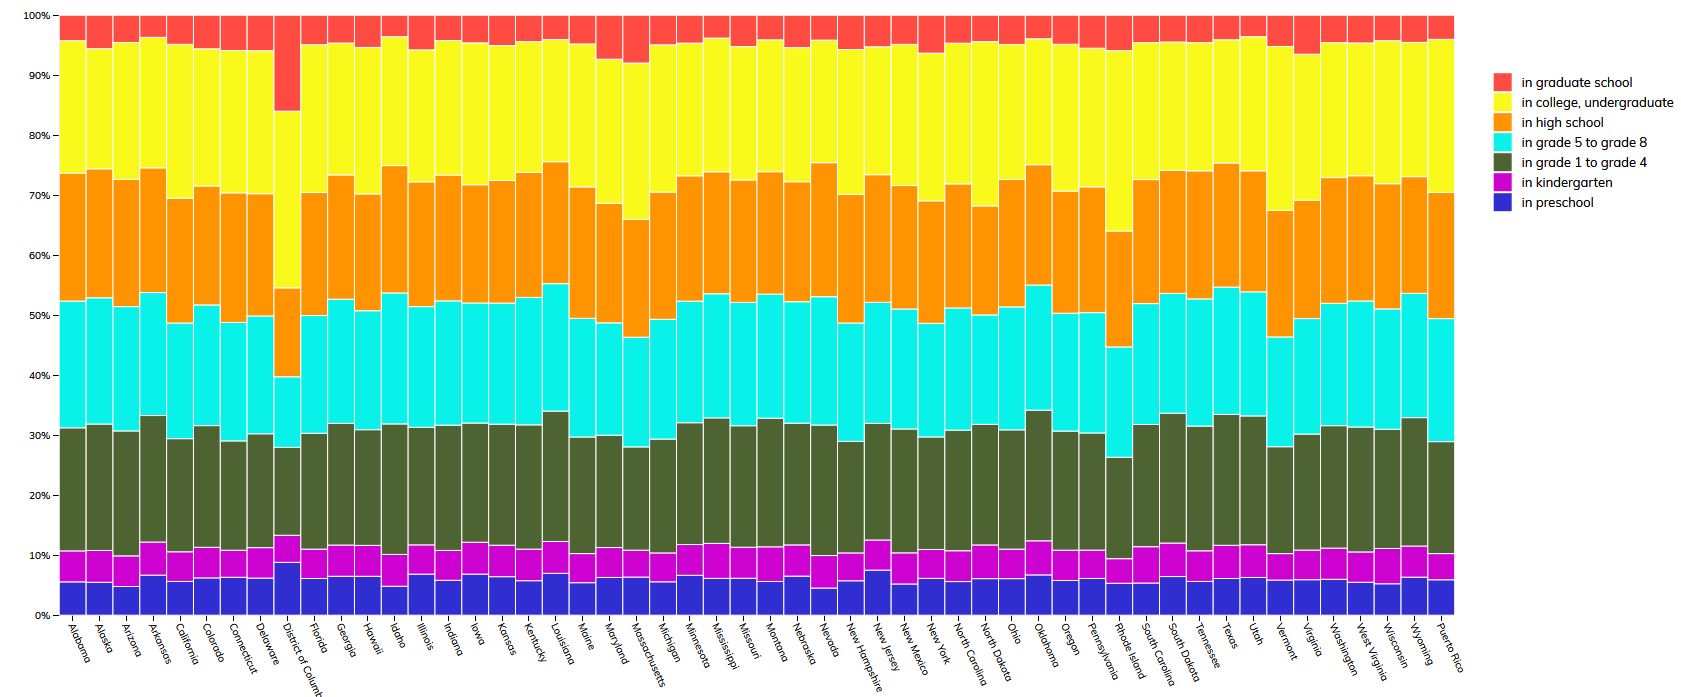 100%
90%
80%
70%
60%
50%
40%
30%
20%
10%
0%
in graduate school
in college, undergraduate
in high school
in grade 5 to grade 8
in grade 1 to grade 4
in kindergarten
in preschool
Alabama
Alaska
Arizona
Arkansas
California
Colorado
Connecticut
Delaware
District of Columb
Florida
Georgia
Hawaii
Idaho
Illinois
Indiana
Iowa
Kansas
Kentucky
Louisiana
Maine
Maryland
Massachusetts
Michigan
Minnesota
Mississippi
Missouri
Montana
Nebraska
Nevada
New Hampshire
New Jersey
New Mexico
New York
North Carolina
North Dakota
Ohio
Oklahoma
Oregon
Pennsylvania
Rhode Island
South Carolina
South Dakota
Tennessee
Texas
Utah
Vermont
Virginia
Washington
West Virginia
Wisconsin
Wyoming
Puerto Rico